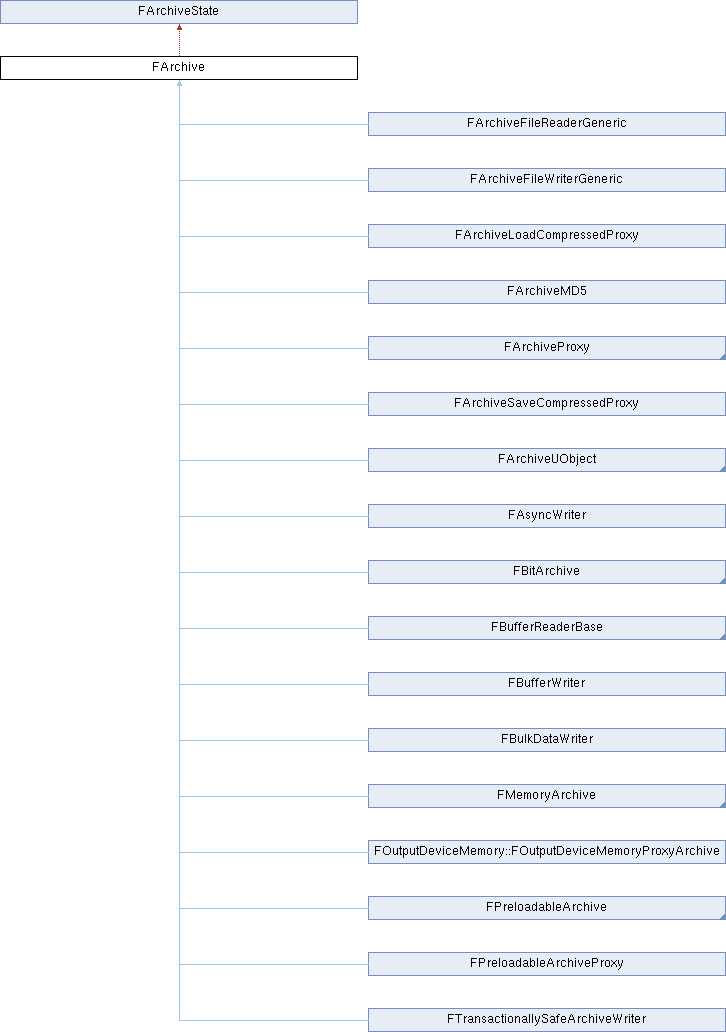 FArchiveState
FArchive
FArchiveFileReaderGeneric
FArchiveFileWriterGeneric
FArchiveLoadCompressedProxy
FArchiveMD5
FArchiveProxy
FArchiveSaveCompressedProxy
FArchiveUObject
FAsyncWriter
FBitArchive
FBufferReaderBase
FBufferWriter
FBulkDataWriter
FMemoryArchive
FOutputDeviceMemory::FOutputDeviceMemoryProxyArchive
FPreloadableArchive
FPreloadableArchiveProxy
FTransactionallySafeArchiveWriter